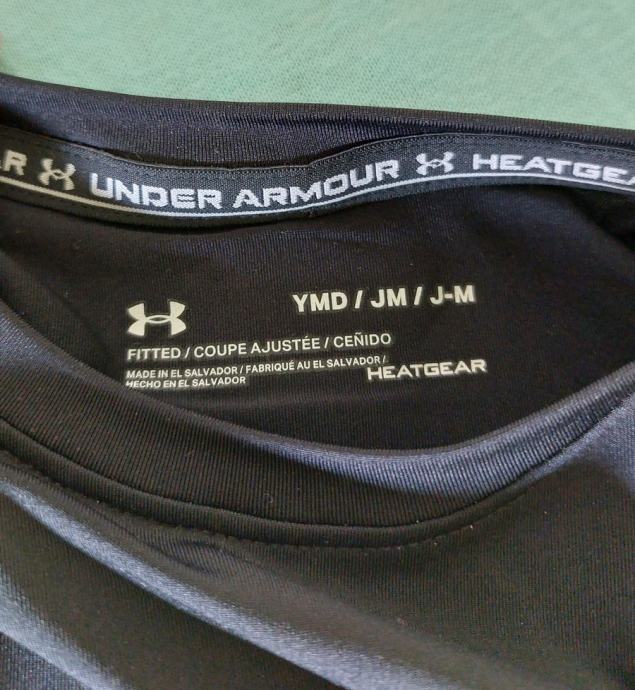 UNDER ARMOUR HEATGEAR
YMD / JM / J-M
FITTED / COUPE AJUSTÉE / CEÑIDO
MADE IN EL SALVADOR / FABRIQUÉ AU EL SALVADOR /
HECHO EN EL SALVADOR
HEATGEAR